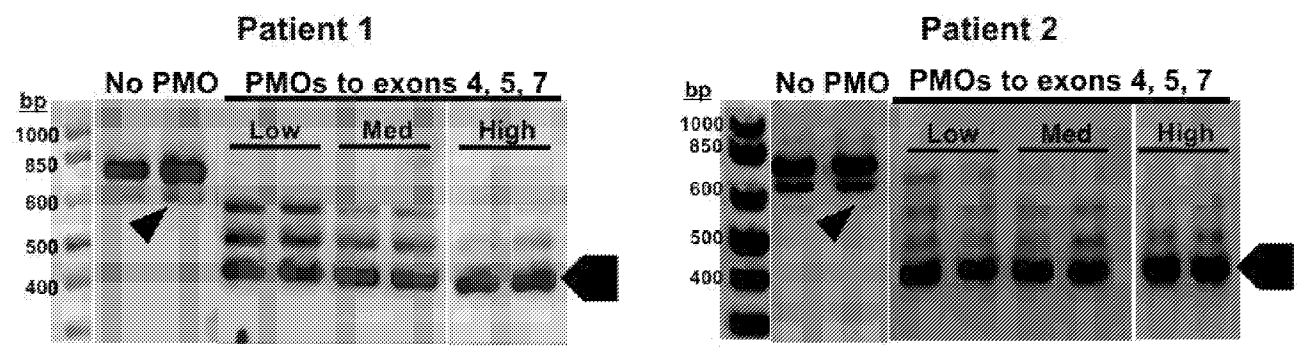 Patient 1
No PMO PMOs to exons 4, 5, 7
bp
Low Med High
1000
850
600
500
400
Patient 2
No PMO PMOs to exons 4, 5, 7
bp
Low Med High
1000
850
600
500
400